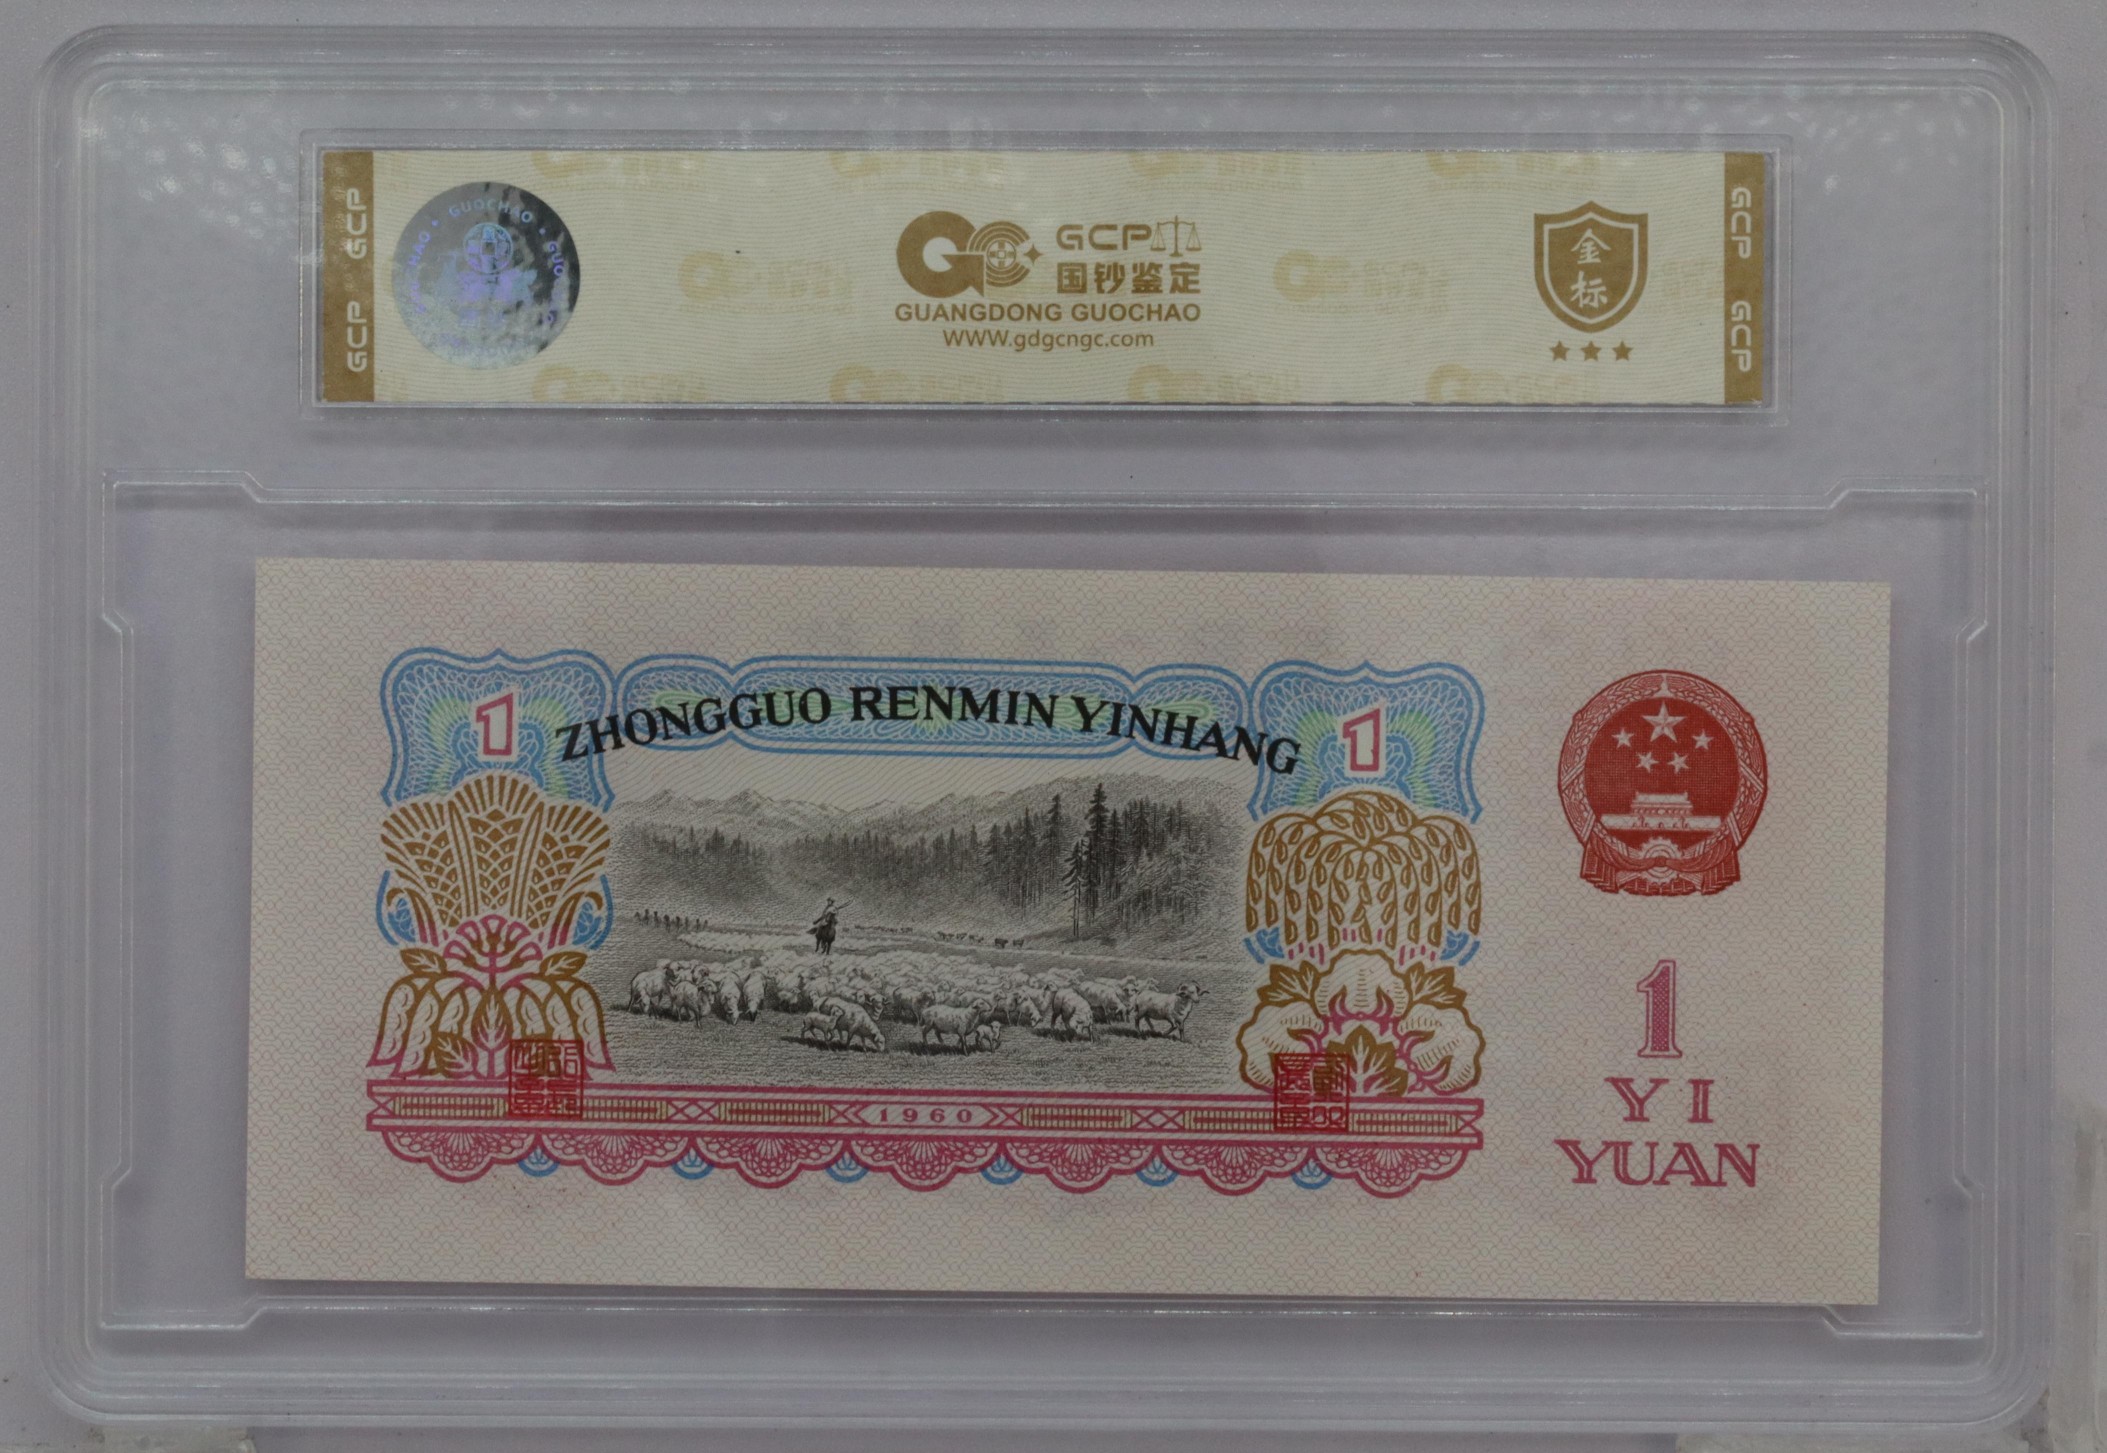 GCP
GCP
GUOCHAO
GCP
国钞鉴定
GUANGDONG GUOCHAO
WWW.gdgcngc.com
金
标
GCP
GCP
1
ZHONGGUO RENMIN YINHANG
1
1960
1
YI
YUAN